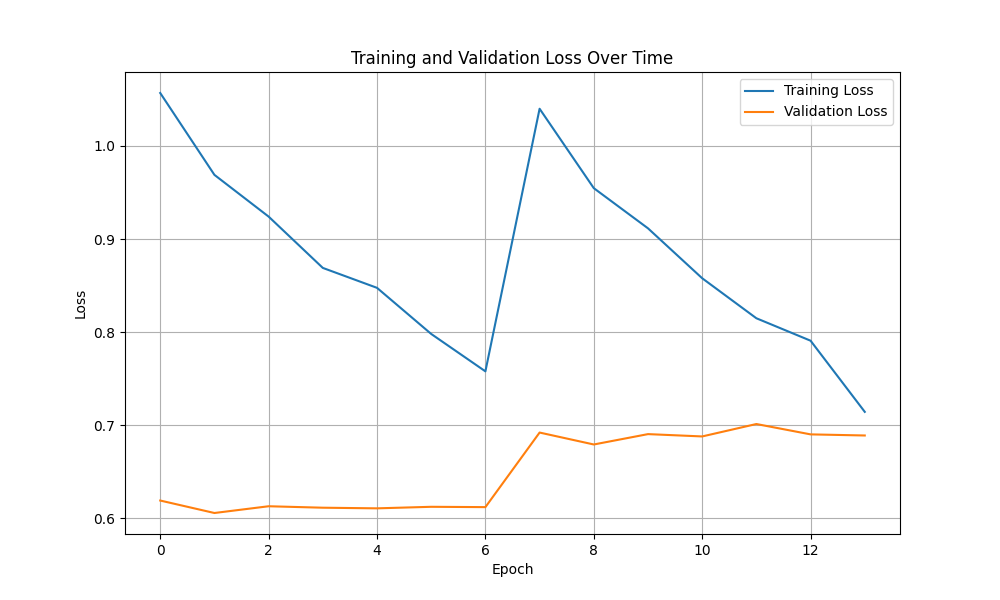 Training and Validation Loss Over Time
Training Loss
Validation Loss
1.0
0.9
0.8
0.7
0.6
Loss
0 2 4 6 8 10 12
Epoch